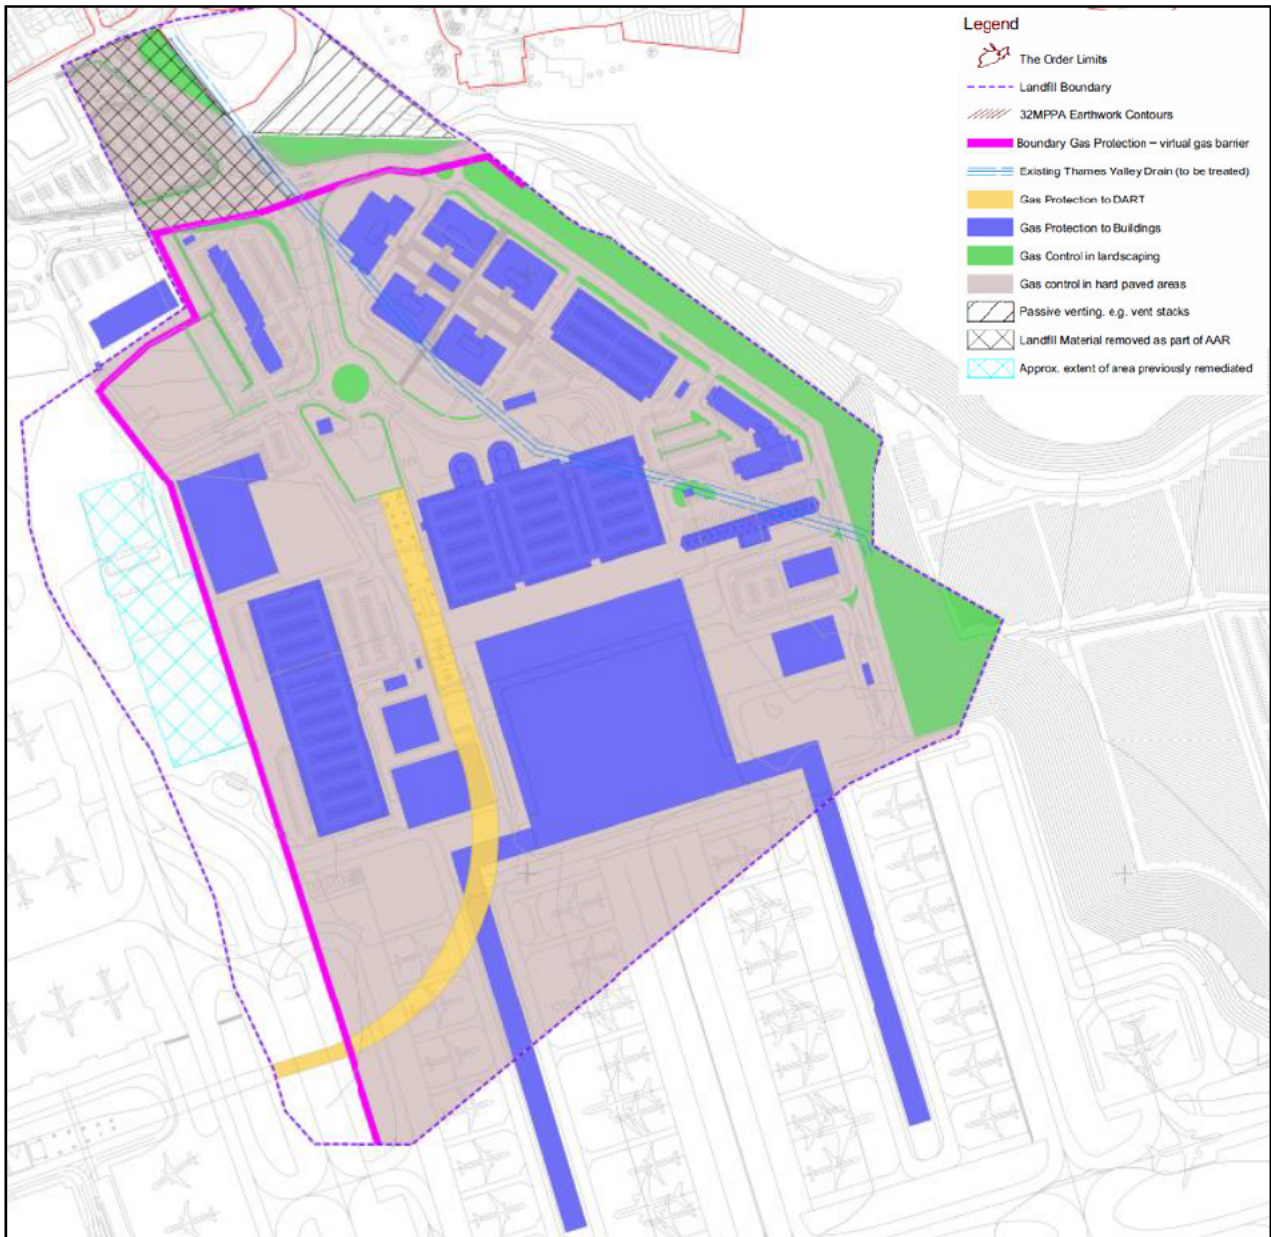 Legend
The Order Limits
Landfill Boundary
32MPPA Earthwork Contours
Boundary Gas Protection – virtual gas barrier
Existing Thames Valley Drain (to be treated)
Gas Protection to DART
Gas Protection to Buildings
Gas Control in landscaping
Gas control in hard paved areas
Passive venting. e.g. vent stacks
Landfill Material removed as part of AAR
Approx. extent of area previously remediated